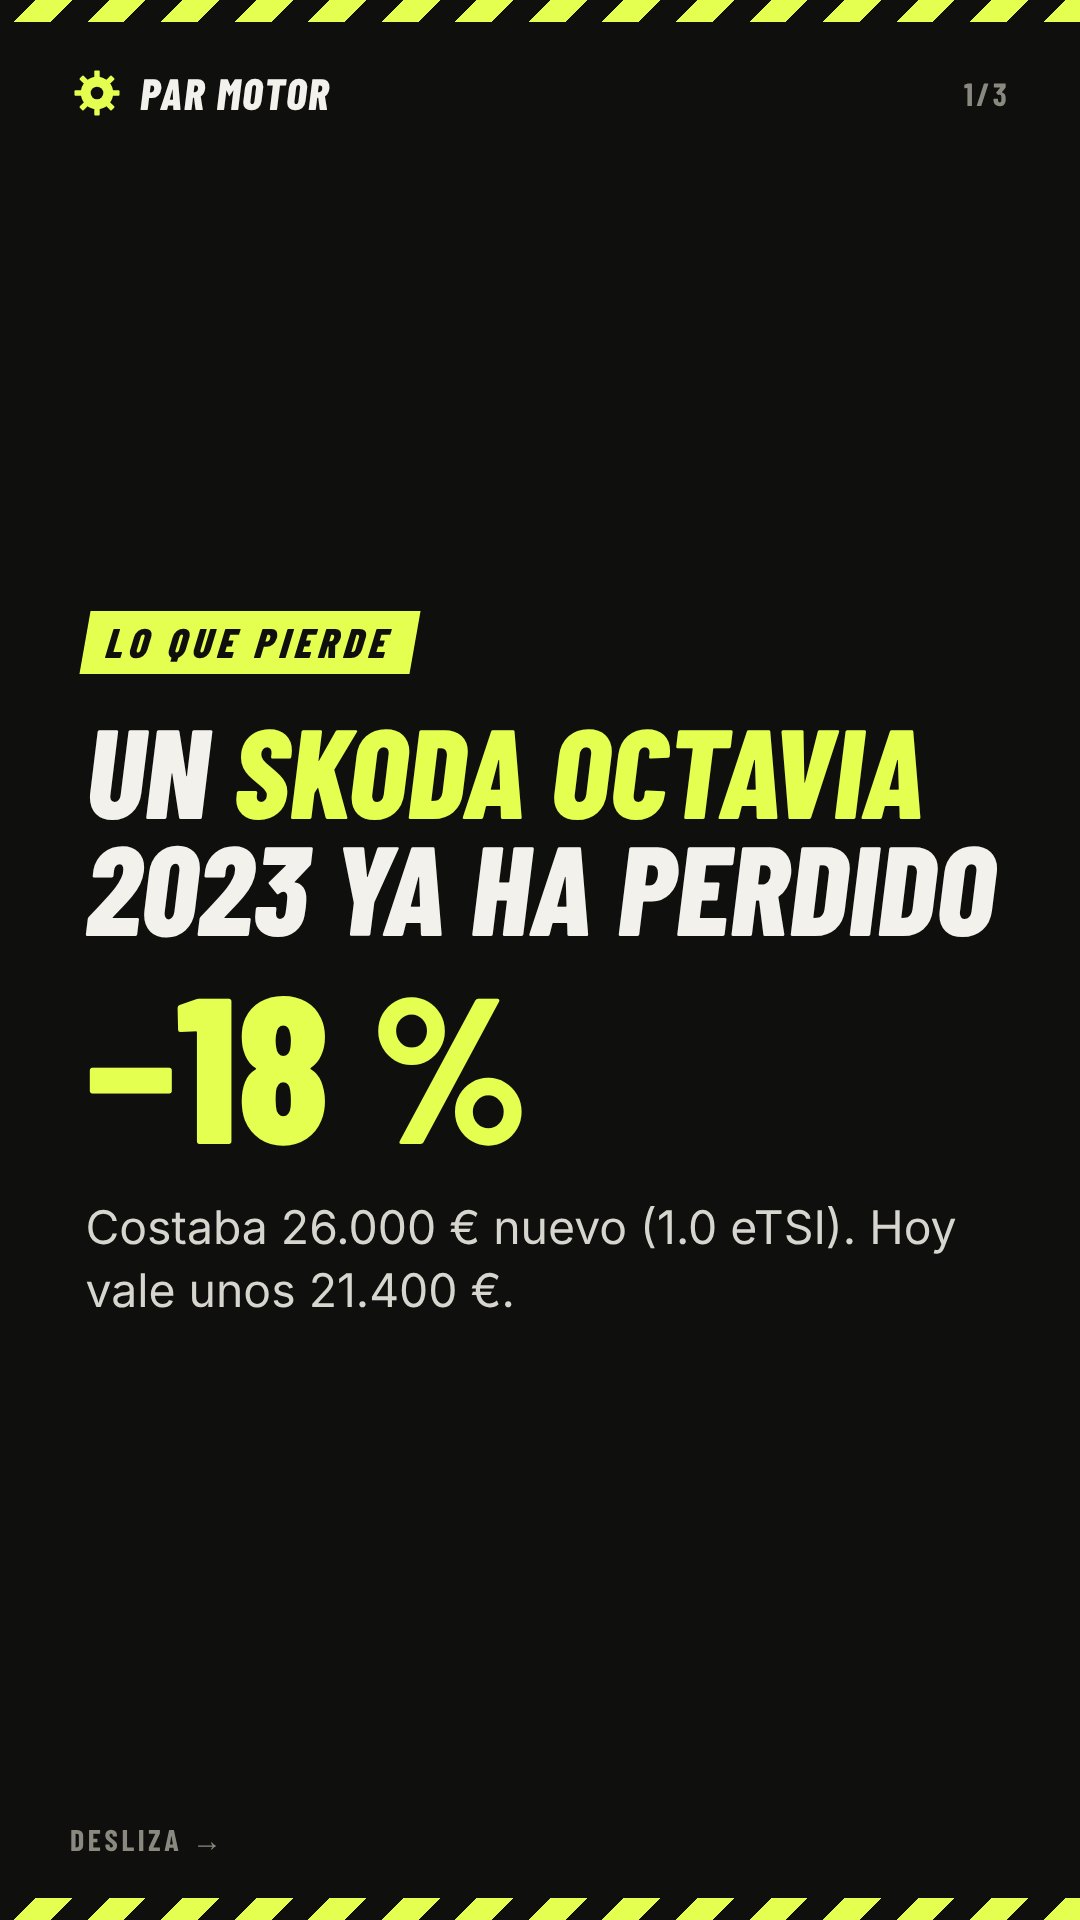 PAR MOTOR
1/3
LO QUE PIERDE
UN SKODA OCTAVIA
2023 YA HA PERDIDO
–18 %
Costaba 26.000 € nuevo (1.0 eTSI). Hoy
vale unos 21.400 €.
DESLIZA →